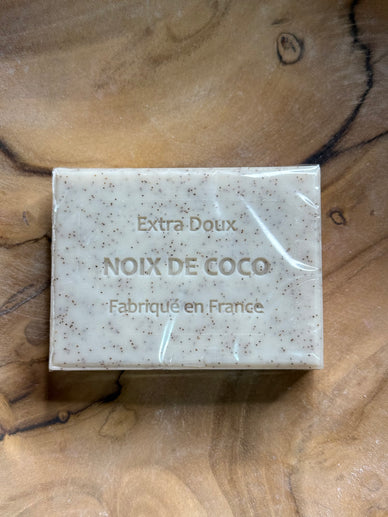 Extra Doux
NOIX DE COCO
Fabriqué en France